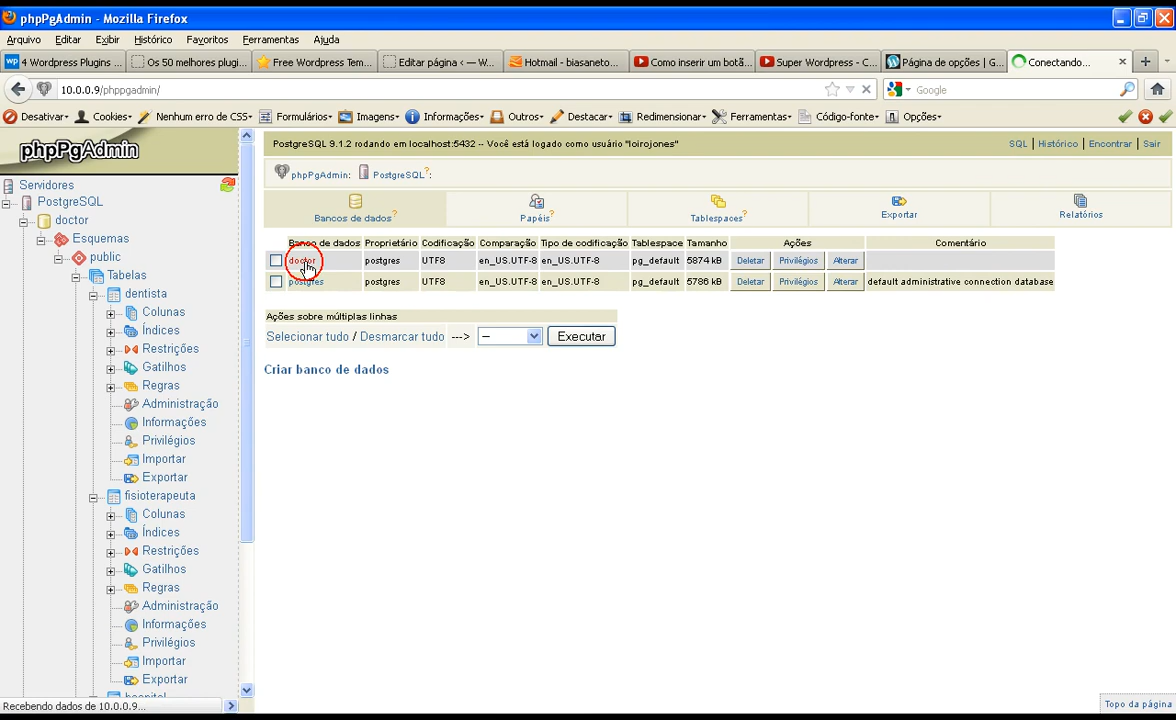 phpPgAdmin - Mozilla Firefox
Arquivo Editar Exibir Histórico Favoritos Ferramentas Ajuda
4 Wordpress Plugins ... Os 50 melhores plugi... Free Wordpress Tem... Editar página ‹ — W... Hotmail - biasaneto... Como inserir um botã... Super Wordpress - C... Página de opções | G... Conectando...
10.0.0.9/phppgadmin/ Google
Desativar Cookies Nenhum erro de CSS Formulários Imagens Informações Outros Destacar Redimensionar Ferramentas Código-fonte Opções
phpPgAdmin
PostgreSQL 9.1.2 rodando em localhost:5432 -- Você está logado como usuário "loirojones" SQL | Histórico | Encontrar | Sair
phpPgAdmin: PostgreSQL?:
Bancos de dados? Papéis? Tablespaces? Exportar Relatórios
Banco de dados Proprietário Codificação Comparação Tipo de codificação Tablespace Tamanho Ações Comentário
doctor postgres UTF8 en_US.UTF-8 en_US.UTF-8 pg_default 5874 kB Deletar Privilégios Alterar
postgres postgres UTF8 en_US.UTF-8 en_US.UTF-8 pg_default 5786 kB Deletar Privilégios Alterar default administrative connection database
Ações sobre múltiplas linhas
Selecionar tudo / Desmarcar tudo ---> -- Executar
Criar banco de dados
Servidores
PostgreSQL
doctor
Esquemas
public
Tabelas
dentista
Colunas
Índices
Restrições
Gatilhos
Regras
Administração
Informações
Privilégios
Importar
Exportar
fisioterapeuta
Colunas
Índices
Restrições
Gatilhos
Regras
Administração
Informações
Privilégios
Importar
Exportar
hospital
Topo da página
Recebendo dados de 10.0.0.9...